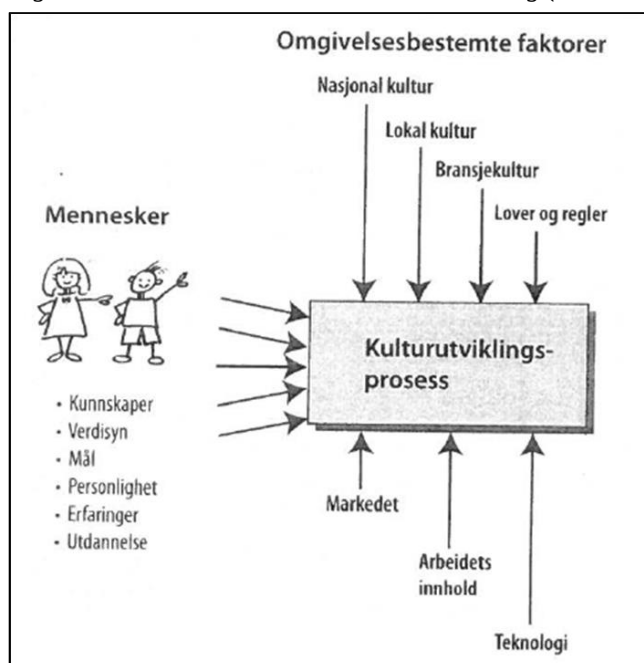 Omgivelsesbestemte faktorer
Nasjonal kultur
Lokal kultur
Bransjekultur
Lover og regler
Mennesker
• Kunnskaper
• Verdisyn
• Mål
• Personlighet
• Erfaringer
• Utdannelse
Kulturutviklings-
prosess
Markedet
Arbeidets
innhold
Teknologi